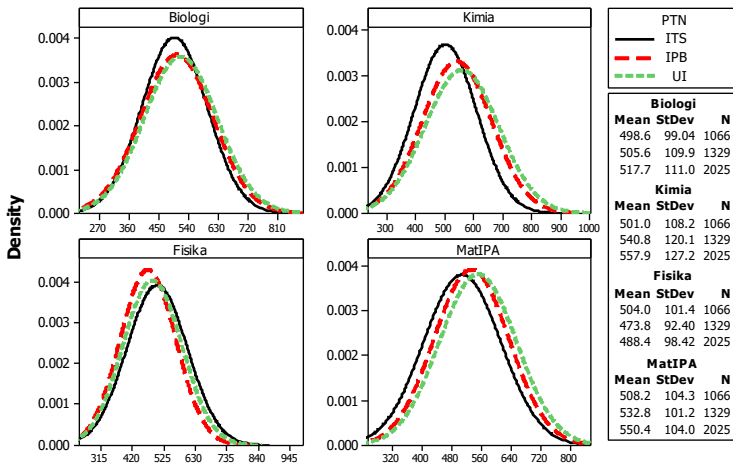 Biologi
Kimia
0.004
0.003
0.002
0.001
0.000
270 360 450 540 630 720 810
0.004
0.003
0.002
0.001
0.000
300 400 500 600 700 800 900 1000
Density
Fisika
MatIPA
0.004
0.003
0.002
0.001
0.000
315 420 525 630 735 840 945
0.004
0.003
0.002
0.001
0.000
320 400 480 560 640 720 800
PTN
ITS
IPB
UI
Biologi
Mean StDev N
498.6 99.04 1066
505.6 109.9 1329
517.7 111.0 2025
Kimia
Mean StDev N
501.0 108.2 1066
540.8 120.1 1329
557.9 127.2 2025
Fisika
Mean StDev N
504.0 101.4 1066
473.8 92.40 1329
488.4 98.42 2025
MatIPA
Mean StDev N
508.2 104.3 1066
532.8 101.2 1329
550.4 104.0 2025